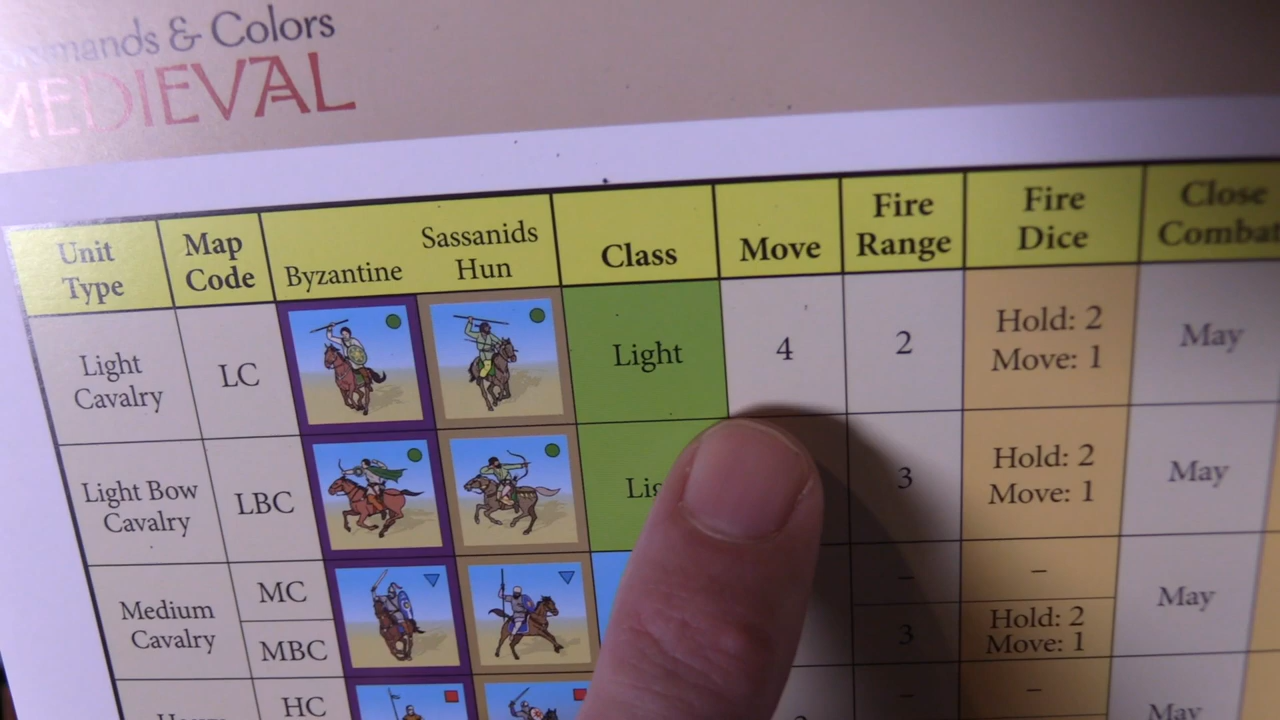 & Colors
MEDIEVAL
Unit
Type
Map
Code
Byzantine
Sassanids
Hun
Class
Move
Fire
Range
Fire
Dice
Close
Combat
Light
Cavalry
LC
Light
4
2
Hold: 2
Move: 1
May
Light Bow
Cavalry
LBC
3
Hold: 2
Move: 1
May
Medium
Cavalry
MC
–
–
May
MBC
3
Hold: 2
Move: 1
HC
–
–
May